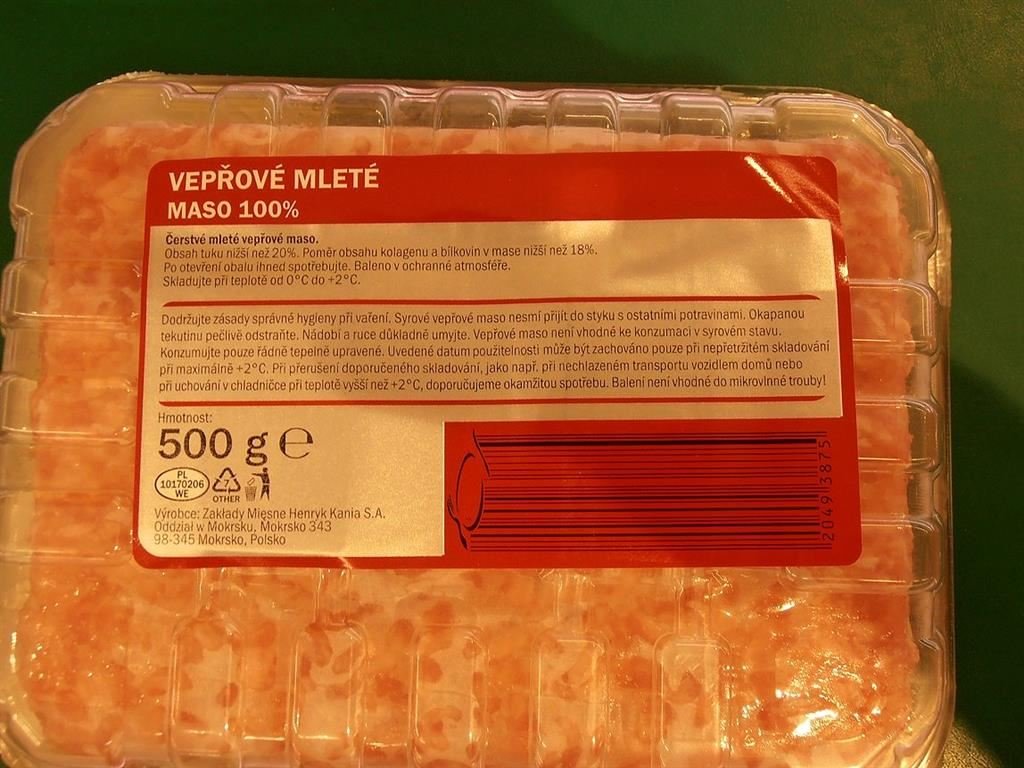 VEPŘOVÉ MLETÉ
MASO 100%
Čerstvé mleté vepřové maso.
Obsah tuku nižší než 20%. Poměr obsahu kolagenu a bílkovin v mase nižší než 18%.
Po otevření obalu ihned spotřebujte. Baleno v ochranné atmosféře.
Skladujte při teplotě od 0°C do +2°C.
Dodržujte zásady správné hygieny při vaření. Syrové vepřové maso nesmí přijít do styku s ostatními potravinami. Okapanou
tekutinu pečlivě odstraňte. Nádobí a ruce důkladně umyjte. Vepřové maso není vhodné ke konzumaci v syrovém stavu.
Konzumujte pouze řádně tepelně upravené. Uvedené datum použitelnosti může být zachováno pouze při nepřetržitém skladování
při maximálně +2°C. Při přerušení doporučeného skladování, jako např. při nechlazeném transportu vozidlem domů nebo
při uchování v chladničce při teplotě vyšší než +2°C, doporučujeme okamžitou spotřebu. Balení není vhodné do mikrovlnné trouby!
Hmotnost:
500 g ℮
PL
10170206
WE
7
OTHER
Výrobce: Zakłady Mięsne Henryk Kania S.A.
Oddział w Mokrsku, Mokrsko 343
98-345 Mokrsko, Polsko
20493875